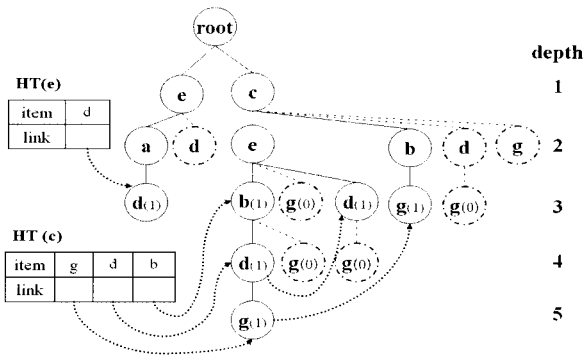 root
depth
HT(e)
e c 1
item d
link
a d e b d g 2
d(1) b(1) g(0) d(1) g(1) g(0) 3
HT (c)
item g d b
link
d(1) g(0) g(0) 4
g(1) 5